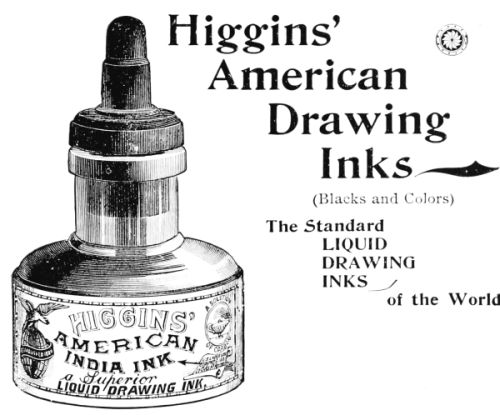 Higgins'
American
Drawing
Inks
(Blacks and Colors)
The Standard
LIQUID
DRAWING
INKS
of the World
HIGGINS'
AMERICAN
INDIA INK
a Superior
LIQUID DRAWING INK.